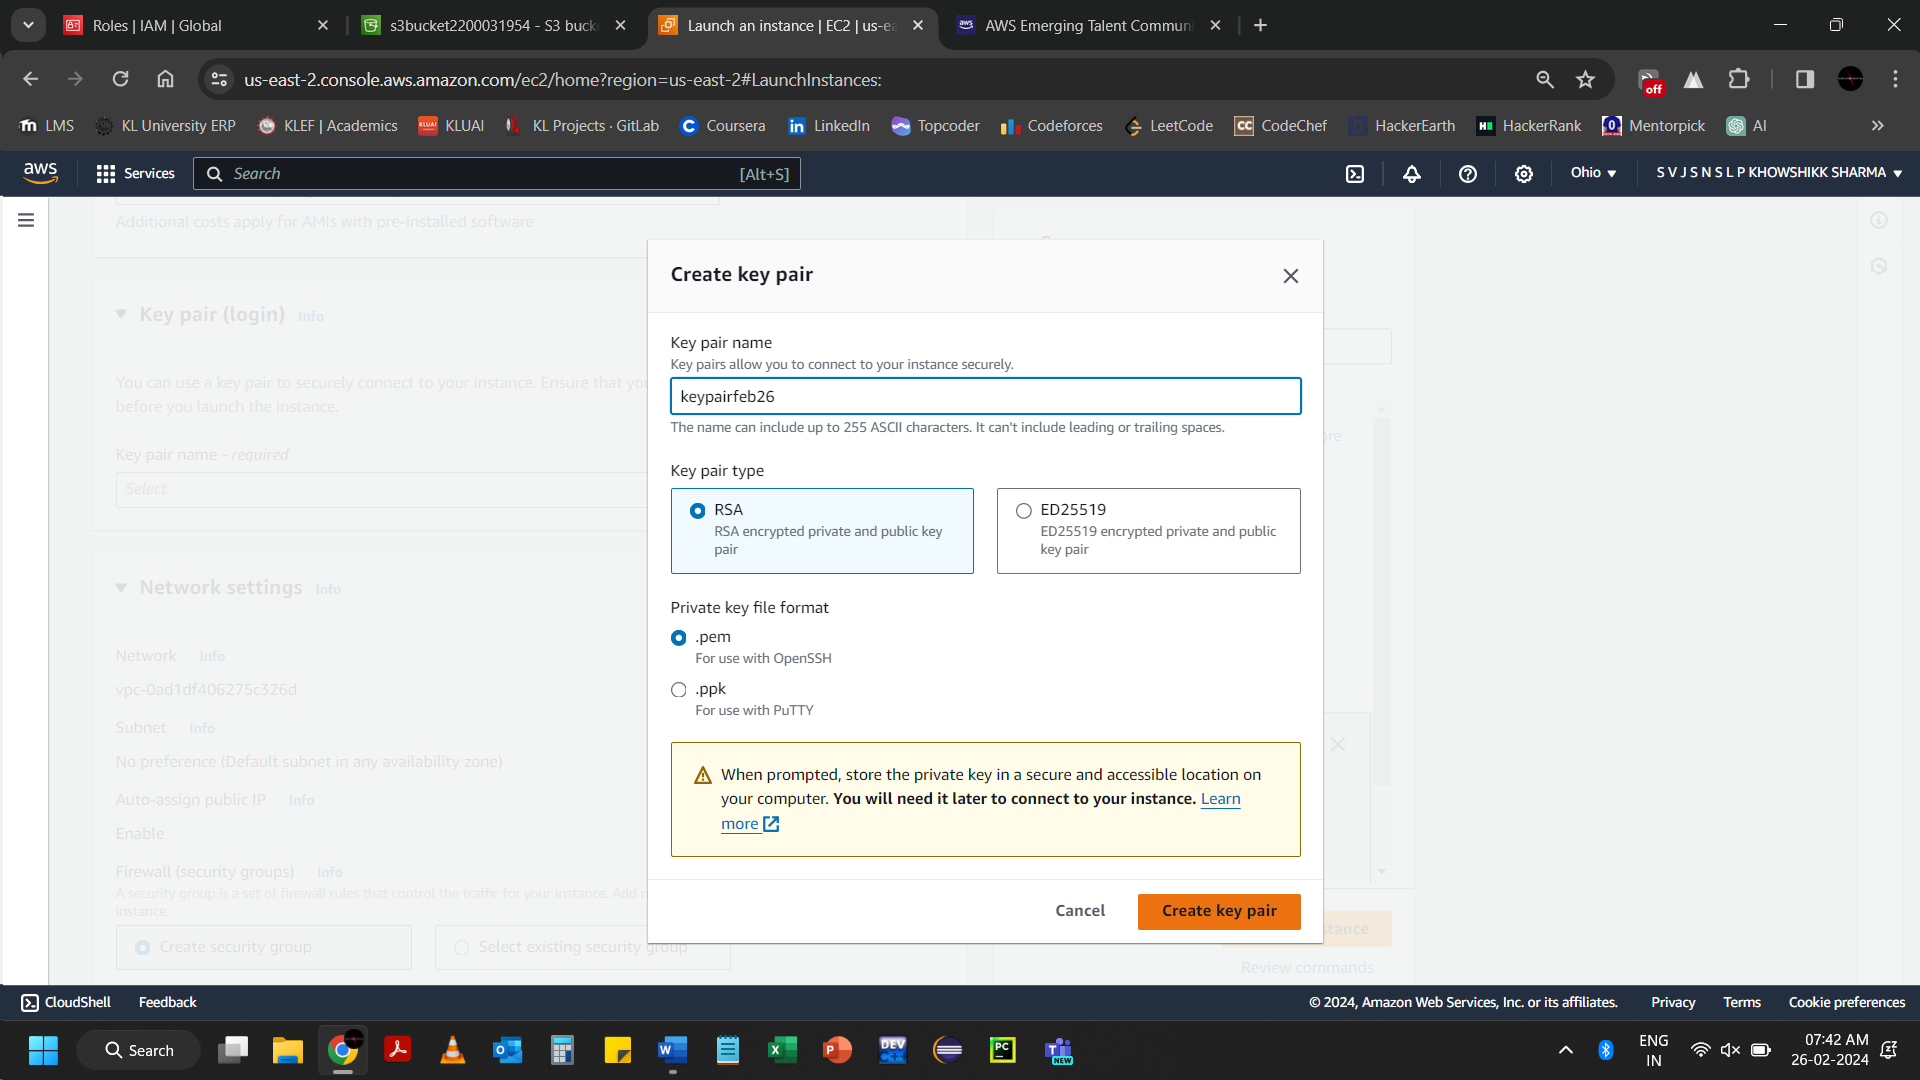 Roles | IAM | Global
s3bucket2200031954 - S3 buck
Launch an instance | EC2 | us-ea
AWS Emerging Talent Communi
us-east-2.console.aws.amazon.com/ec2/home?region=us-east-2#LaunchInstances:
off
LMS
KL University ERP
KLEF | Academics
KLUAI
KL Projects · GitLab
Coursera
LinkedIn
Topcoder
Codeforces
LeetCode
CodeChef
HackerEarth
HackerRank
Mentorpick
AI
aws
Services
Search
[Alt+S]
Ohio
S V J S N S L P KHOWSHIKK SHARMA
Additional costs apply for AMIs with pre-installed software
Key pair (login) Info
You can use a key pair to securely connect to your instance. Ensure that you
before you launch the instance.
Key pair name - required
Select
Network settings Info
Network Info
vpc-0ad1df406275c326d
Subnet Info
No preference (Default subnet in any availability zone)
Auto-assign public IP Info
Enable
Firewall (security groups) Info
A security group is a set of firewall rules that control the traffic for your instance. Add
instance.
Create security group
Select existing security group
Create key pair
Key pair name
Key pairs allow you to connect to your instance securely.
keypairfeb26
The name can include up to 255 ASCII characters. It can't include leading or trailing spaces.
Key pair type
RSA
RSA encrypted private and public key
pair
ED25519
ED25519 encrypted private and public
key pair
Private key file format
.pem
For use with OpenSSH
.ppk
For use with PuTTY
When prompted, store the private key in a secure and accessible location on
your computer. You will need it later to connect to your instance. Learn
more
Cancel
Create key pair
Review commands
CloudShell
Feedback
© 2024, Amazon Web Services, Inc. or its affiliates.
Privacy
Terms
Cookie preferences
Search
DEV
PC
NEW
ENG
IN
07:42 AM
26-02-2024